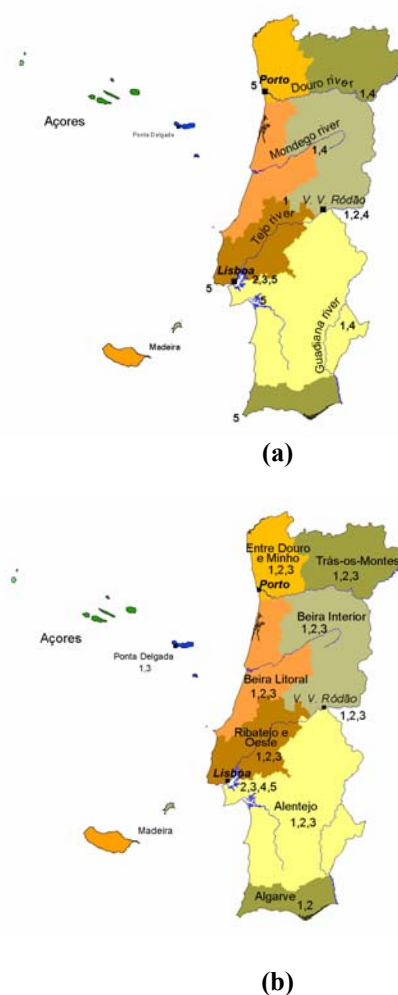 Porto
5
Douro river
1,4
Açores
Ponta Delgada
Mondego river
1,4
V. V. Ródão
1
1,2,4
Tejo river
Lisboa
2,3,5
5
5
Guadiana river
1,4
Madeira
5
(a)
Entre Douro
e Minho
1,2,3
Trás-os-Montes
1,2,3
Porto
Beira Interior
1,2,3
Açores
Ponta Delgada
1,3
Beira Litoral
1,2,3
V. V. Ródão
1,2,3
Ribatejo e
Oeste
1,2,3
Lisboa
2,3,4,5
Alentejo
1,2,3
Madeira
Algarve
1,2
(b)